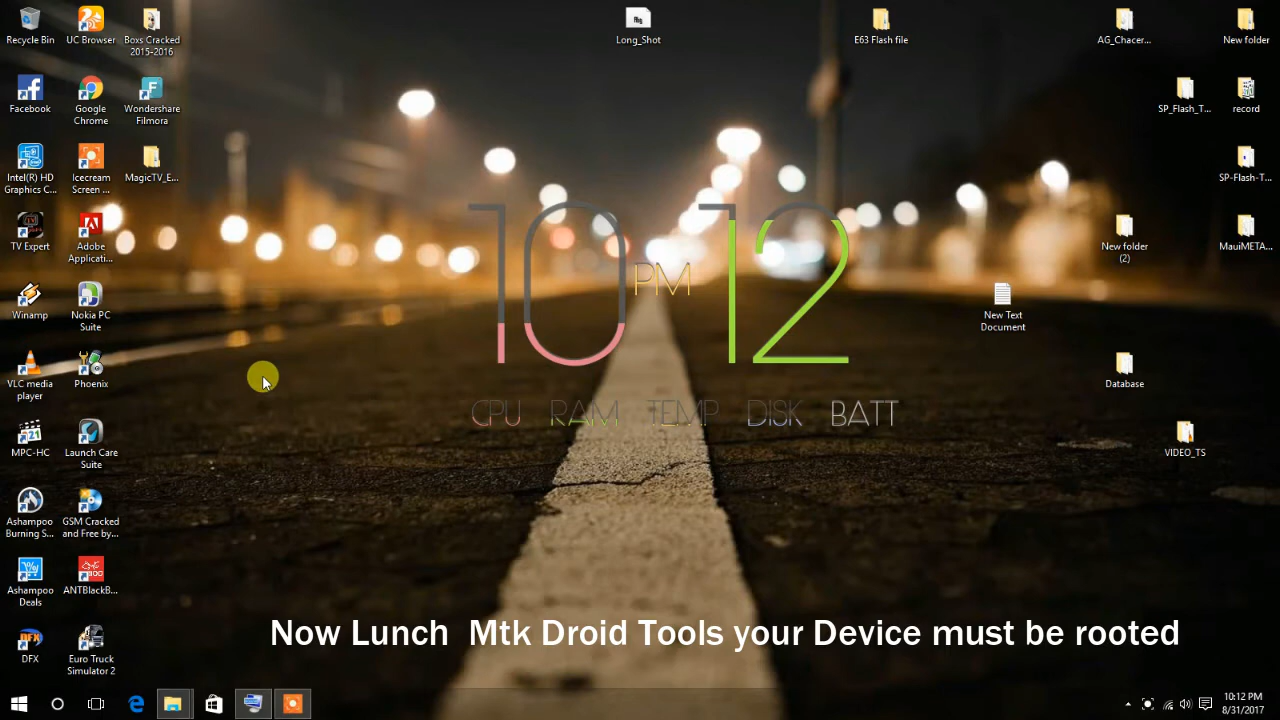 Recycle Bin
UC Browser
Boxs Cracked
2015-2016
Long_Shot
E63 Flash file
AG_Chacer...
New folder
Facebook
Google
Chrome
Wondershare
Filmora
SP_Flash_T...
record
Intel(R) HD
Graphics C...
Icecream
Screen ...
MagicTV_E...
SP-Flash-T...
TV Expert
Adobe
Applicati...
10 PM 12
New folder
(2)
MauiMETA...
Winamp
Nokia PC
Suite
New Text
Document
VLC media
player
Phoenix
Database
CPU RAM TEMP DISK BATT
MPC-HC
Launch Care
Suite
VIDEO_TS
Ashampoo
Burning S...
GSM Cracked
and Free by...
Ashampoo
Deals
ANTBlackB...
DFX
Euro Truck
Simulator 2
Now Lunch  Mtk Droid Tools your Device must be rooted
10:12 PM
8/31/2017